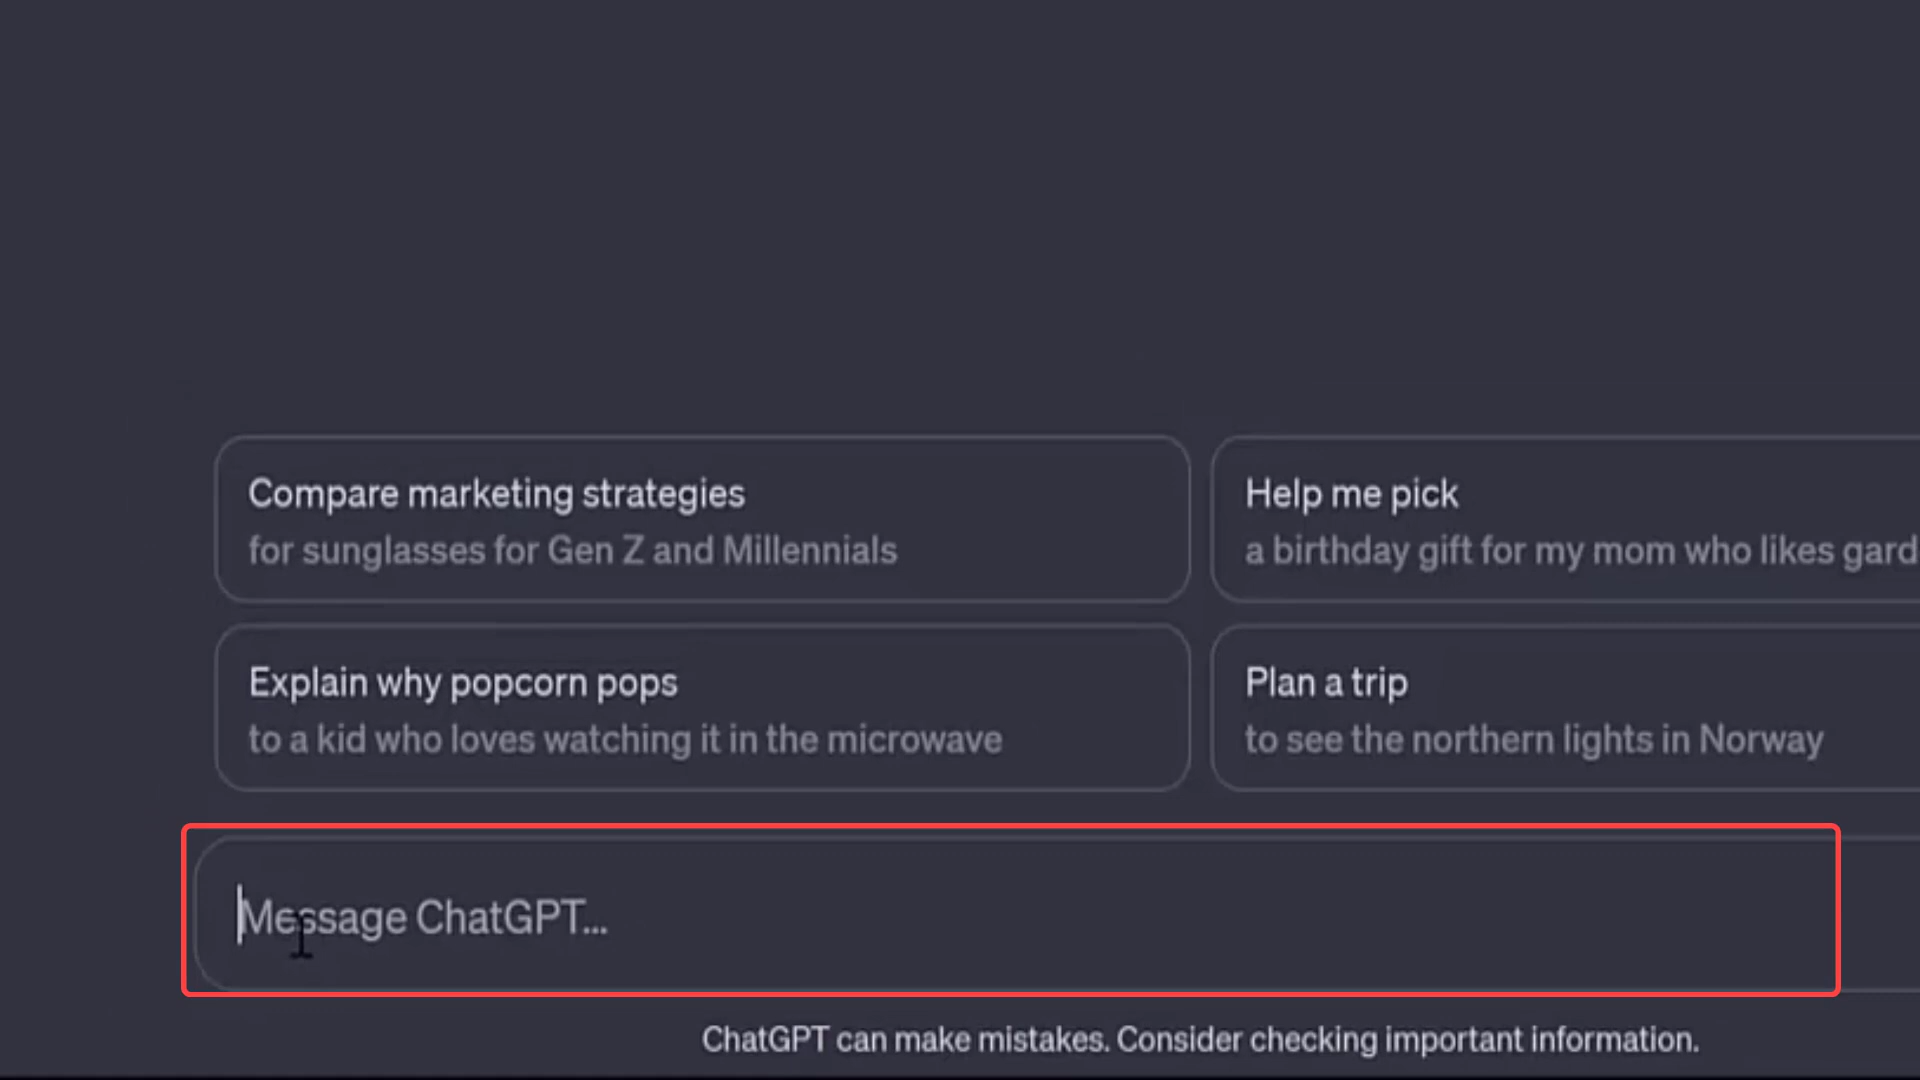 Compare marketing strategies
for sunglasses for Gen Z and Millennials
Help me pick
a birthday gift for my mom who likes gard
Explain why popcorn pops
to a kid who loves watching it in the microwave
Plan a trip
to see the northern lights in Norway
Message ChatGPT...
ChatGPT can make mistakes. Consider checking important information.